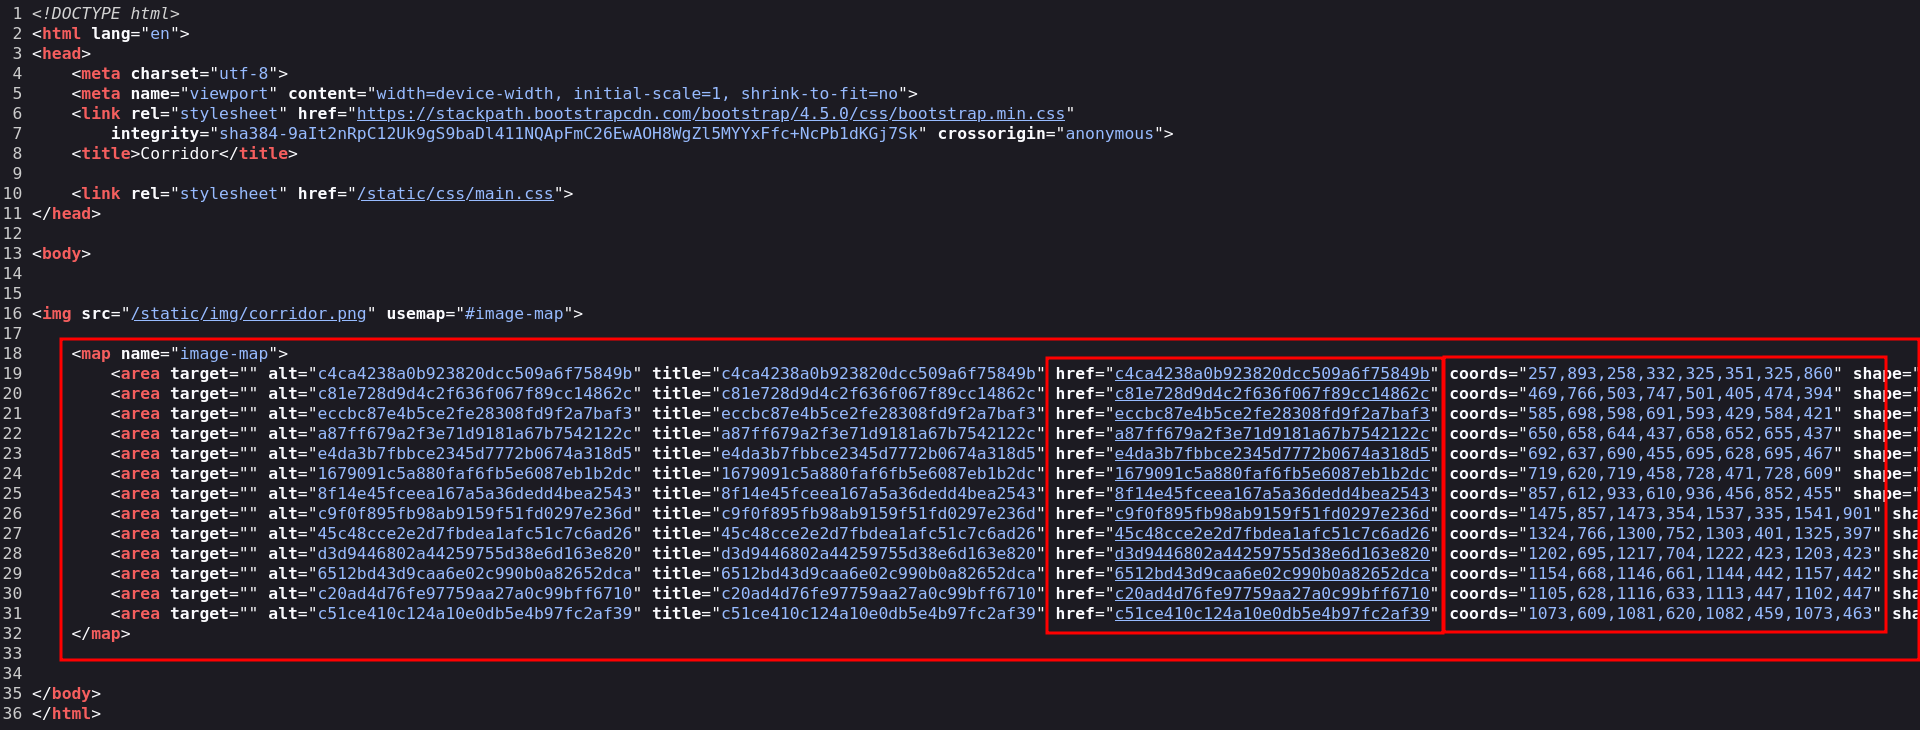 1 <!DOCTYPE html>
2 <html lang="en">
3 <head>
4     <meta charset="utf-8">
5     <meta name="viewport" content="width=device-width, initial-scale=1, shrink-to-fit=no">
6     <link rel="stylesheet" href="https://stackpath.bootstrapcdn.com/bootstrap/4.5.0/css/bootstrap.min.css"
7         integrity="sha384-9aIt2nRpC12Uk9gS9baDl411NQApFmC26EwAOH8WgZl5MYYxFfc+NcPb1dKGj7Sk" crossorigin="anonymous">
8     <title>Corridor</title>
9
10     <link rel="stylesheet" href="/static/css/main.css">
11 </head>
12
13 <body>
14
15
16 <img src="/static/img/corridor.png" usemap="#image-map">
17
18     <map name="image-map">
19         <area target="" alt="c4ca4238a0b923820dcc509a6f75849b" title="c4ca4238a0b923820dcc509a6f75849b" href="c4ca4238a0b923820dcc509a6f75849b" coords="257,893,258,332,325,351,325,860" shape="
20         <area target="" alt="c81e728d9d4c2f636f067f89cc14862c" title="c81e728d9d4c2f636f067f89cc14862c" href="c81e728d9d4c2f636f067f89cc14862c" coords="469,766,503,747,501,405,474,394" shape="
21         <area target="" alt="eccbc87e4b5ce2fe28308fd9f2a7baf3" title="eccbc87e4b5ce2fe28308fd9f2a7baf3" href="eccbc87e4b5ce2fe28308fd9f2a7baf3" coords="585,698,598,691,593,429,584,421" shape="
22         <area target="" alt="a87ff679a2f3e71d9181a67b7542122c" title="a87ff679a2f3e71d9181a67b7542122c" href="a87ff679a2f3e71d9181a67b7542122c" coords="650,658,644,437,658,652,655,437" shape="
23         <area target="" alt="e4da3b7fbbce2345d7772b0674a318d5" title="e4da3b7fbbce2345d7772b0674a318d5" href="e4da3b7fbbce2345d7772b0674a318d5" coords="692,637,690,455,695,628,695,467" shape="
24         <area target="" alt="1679091c5a880faf6fb5e6087eb1b2dc" title="1679091c5a880faf6fb5e6087eb1b2dc" href="1679091c5a880faf6fb5e6087eb1b2dc" coords="719,620,719,458,728,471,728,609" shape="
25         <area target="" alt="8f14e45fceea167a5a36dedd4bea2543" title="8f14e45fceea167a5a36dedd4bea2543" href="8f14e45fceea167a5a36dedd4bea2543" coords="857,612,933,610,936,456,852,455" shape="
26         <area target="" alt="c9f0f895fb98ab9159f51fd0297e236d" title="c9f0f895fb98ab9159f51fd0297e236d" href="c9f0f895fb98ab9159f51fd0297e236d" coords="1475,857,1473,354,1537,335,1541,901" sha
27         <area target="" alt="45c48cce2e2d7fbdea1afc51c7c6ad26" title="45c48cce2e2d7fbdea1afc51c7c6ad26" href="45c48cce2e2d7fbdea1afc51c7c6ad26" coords="1324,766,1300,752,1303,401,1325,397" sha
28         <area target="" alt="d3d9446802a44259755d38e6d163e820" title="d3d9446802a44259755d38e6d163e820" href="d3d9446802a44259755d38e6d163e820" coords="1202,695,1217,704,1222,423,1203,423" sha
29         <area target="" alt="6512bd43d9caa6e02c990b0a82652dca" title="6512bd43d9caa6e02c990b0a82652dca" href="6512bd43d9caa6e02c990b0a82652dca" coords="1154,668,1146,661,1144,442,1157,442" sha
30         <area target="" alt="c20ad4d76fe97759aa27a0c99bff6710" title="c20ad4d76fe97759aa27a0c99bff6710" href="c20ad4d76fe97759aa27a0c99bff6710" coords="1105,628,1116,633,1113,447,1102,447" sha
31         <area target="" alt="c51ce410c124a10e0db5e4b97fc2af39" title="c51ce410c124a10e0db5e4b97fc2af39" href="c51ce410c124a10e0db5e4b97fc2af39" coords="1073,609,1081,620,1082,459,1073,463" sha
32     </map>
33
34
35 </body>
36 </html>